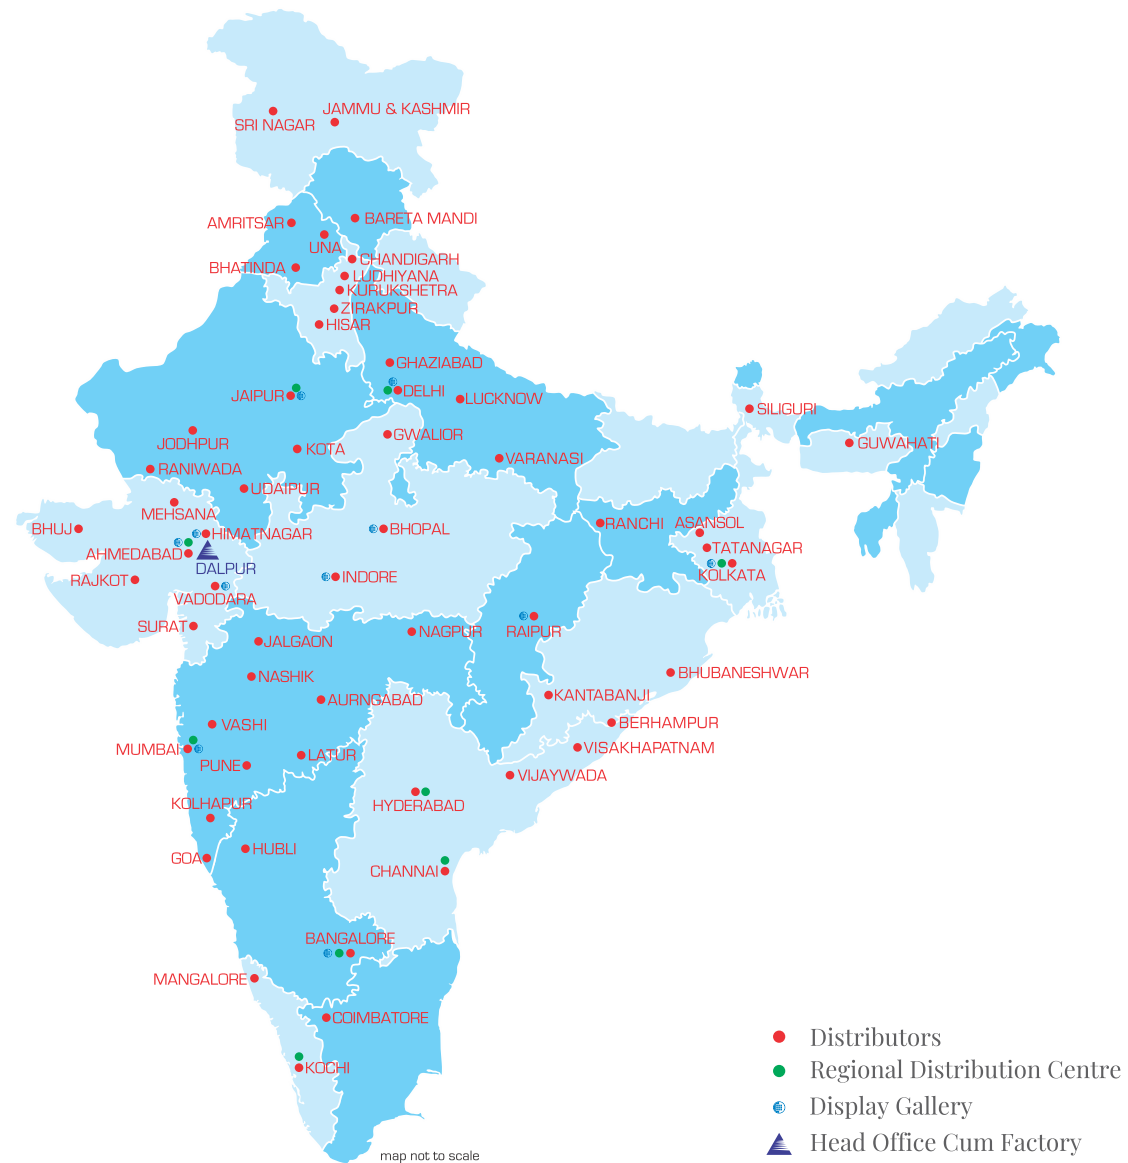 JAMMU & KASHMIR
SRI NAGAR
AMRITSAR
BARETA MANDI
UNA
CHANDIGARH
BHATINDA
LUDHIYANA
KURUKSHETRA
ZIRAKPUR
HISAR
GHAZIABAD
JAIPUR
DELHI
LUCKNOW
SILIGURI
GWALIOR
JODHPUR
GUWAHATI
KOTA
VARANASI
RANIWADA
UDAIPUR
MEHSANA
RANCHI
ASANSOL
BHUJ
HIMATNAGAR
BHOPAL
AHMEDABAD
TATANAGAR
DALPUR
RAJKOT
INDORE
KOLKATA
VADODARA
SURAT
NAGPUR
RAIPUR
JALGAON
NASHIK
BHUBANESHWAR
AURNGABAD
KANTABANJI
VASHI
BERHAMPUR
MUMBAI
VISAKHAPATNAM
LATUR
PUNE
VIJAYWADA
KOLHAPUR
HYDERABAD
HUBLI
GOA
CHANNAI
BANGALORE
MANGALORE
COIMBATORE
KOCHI
Distributors
Regional Distribution Centre
Display Gallery
Head Office Cum Factory
map not to scale